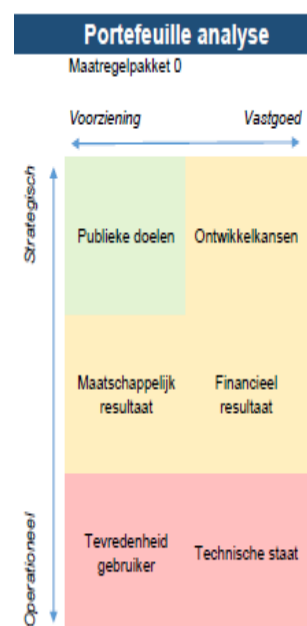 Portefeuille analyse
Maatregelpakket 0
Voorziening Vastgoed
Strategisch
Publieke doelen Ontwikkelkansen
Maatschappelijk resultaat Financieel resultaat
Tevredenheid gebruiker Technische staat
Operationeel